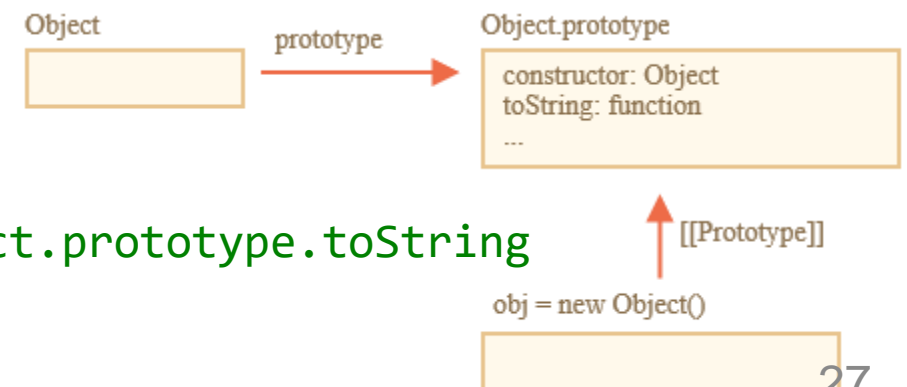 Object
prototype
Object.prototype
constructor: Object
toString: function
...
ct.prototype.toString
[[Prototype]]
obj = new Object()
27